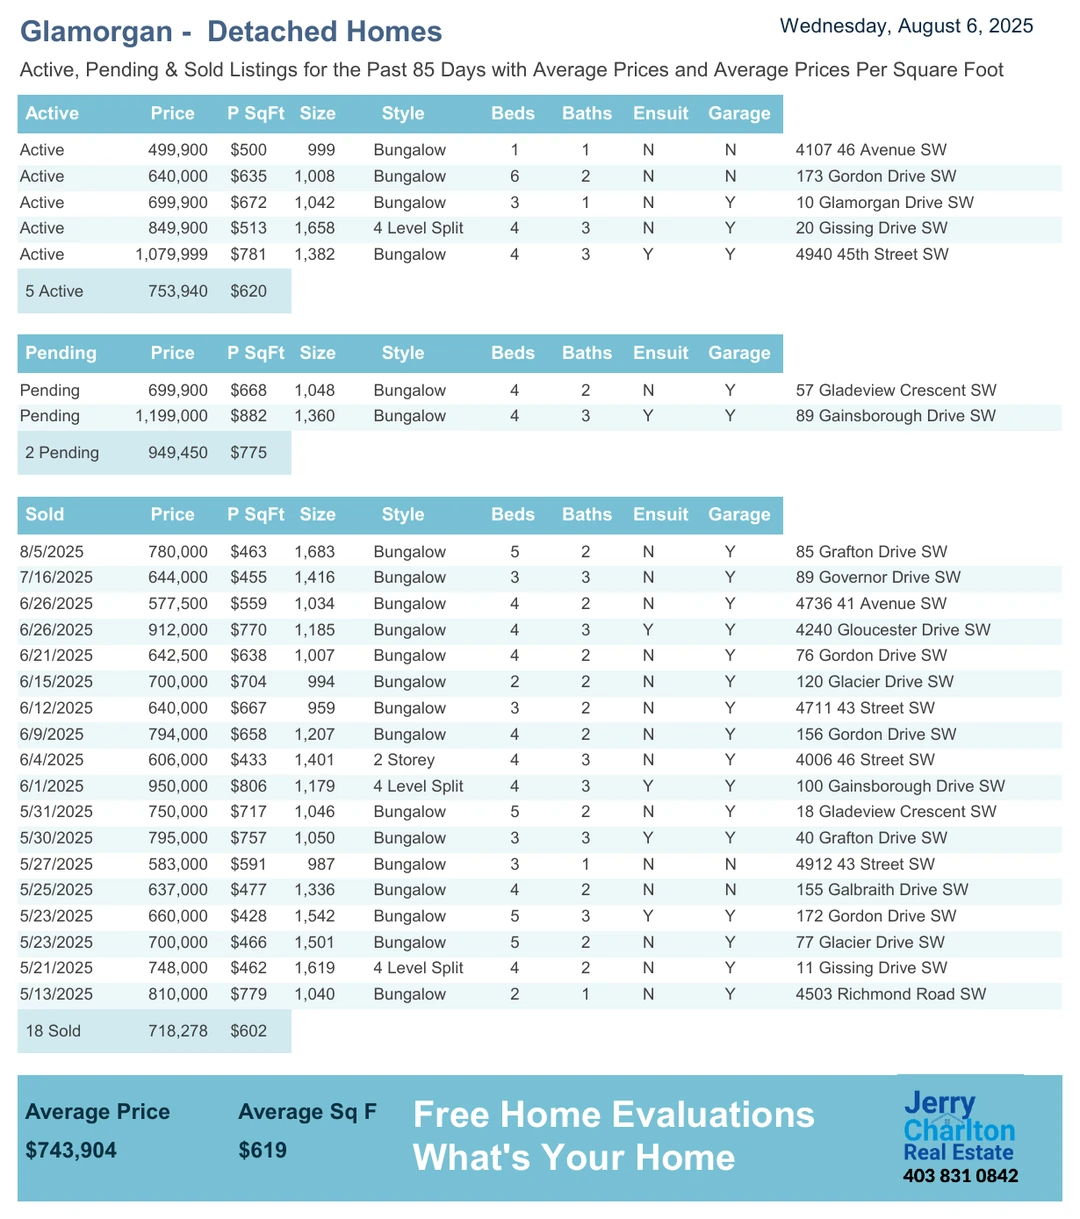 Glamorgan -  Detached Homes
Wednesday, August 6, 2025
Active, Pending & Sold Listings for the Past 85 Days with Average Prices and Average Prices Per Square Foot
Active Price P SqFt Size Style Beds Baths Ensuit Garage
Active 499,900 $500 999 Bungalow 1 1 N N 4107 46 Avenue SW
Active 640,000 $635 1,008 Bungalow 6 2 N N 173 Gordon Drive SW
Active 699,900 $672 1,042 Bungalow 3 1 N Y 10 Glamorgan Drive SW
Active 849,900 $513 1,658 4 Level Split 4 3 N Y 20 Gissing Drive SW
Active 1,079,999 $781 1,382 Bungalow 4 3 Y Y 4940 45th Street SW
5 Active 753,940 $620
Pending Price P SqFt Size Style Beds Baths Ensuit Garage
Pending 699,900 $668 1,048 Bungalow 4 2 N Y 57 Gladeview Crescent SW
Pending 1,199,000 $882 1,360 Bungalow 4 3 Y Y 89 Gainsborough Drive SW
2 Pending 949,450 $775
Sold Price P SqFt Size Style Beds Baths Ensuit Garage
8/5/2025 780,000 $463 1,683 Bungalow 5 2 N Y 85 Grafton Drive SW
7/16/2025 644,000 $455 1,416 Bungalow 3 3 N Y 89 Governor Drive SW
6/26/2025 577,500 $559 1,034 Bungalow 4 2 N Y 4736 41 Avenue SW
6/26/2025 912,000 $770 1,185 Bungalow 4 3 Y Y 4240 Gloucester Drive SW
6/21/2025 642,500 $638 1,007 Bungalow 4 2 N Y 76 Gordon Drive SW
6/15/2025 700,000 $704 994 Bungalow 2 2 N Y 120 Glacier Drive SW
6/12/2025 640,000 $667 959 Bungalow 3 2 N Y 4711 43 Street SW
6/9/2025 794,000 $658 1,207 Bungalow 4 2 N Y 156 Gordon Drive SW
6/4/2025 606,000 $433 1,401 2 Storey 4 3 N Y 4006 46 Street SW
6/1/2025 950,000 $806 1,179 4 Level Split 4 3 Y Y 100 Gainsborough Drive SW
5/31/2025 750,000 $717 1,046 Bungalow 5 2 N Y 18 Gladeview Crescent SW
5/30/2025 795,000 $757 1,050 Bungalow 3 3 Y Y 40 Grafton Drive SW
5/27/2025 583,000 $591 987 Bungalow 3 1 N N 4912 43 Street SW
5/25/2025 637,000 $477 1,336 Bungalow 4 2 N N 155 Galbraith Drive SW
5/23/2025 660,000 $428 1,542 Bungalow 5 3 Y Y 172 Gordon Drive SW
5/23/2025 700,000 $466 1,501 Bungalow 5 2 N Y 77 Glacier Drive SW
5/21/2025 748,000 $462 1,619 4 Level Split 4 2 N Y 11 Gissing Drive SW
5/13/2025 810,000 $779 1,040 Bungalow 2 1 N Y 4503 Richmond Road SW
18 Sold 718,278 $602
Average Price Average Sq F
$743,904 $619
Free Home Evaluations
What's Your Home
Jerry
Charlton
Real Estate
403 831 0842